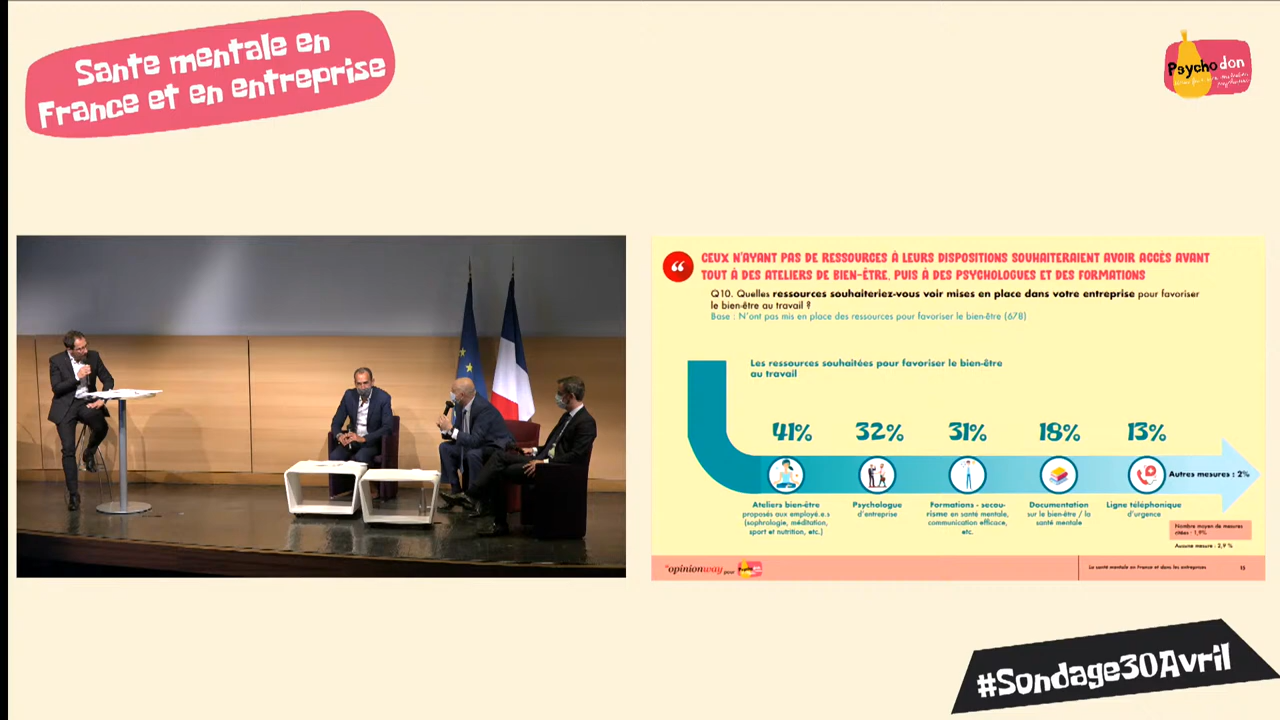 Sante mentale en
France et en entreprise
Psycho don
CEUX N'AYANT PAS DE RESSOURCES À LEURS DISPOSITIONS SOUHAITERAIENT AVOIR ACCÈS AVANT
TOUT À DES ATELIERS DE BIEN-ÊTRE, PUIS À DES PSYCHOLOGUES ET DES FORMATIONS
Q10. Quelles ressources souhaiteriez-vous voir mises en place dans votre entreprise pour favoriser
le bien-être au travail ?
Base : N'ont pas mis en place des ressources pour favoriser le bien-être (678)
Les ressources souhaitées pour favoriser le bien-être
au travail
41% 32% 31% 18% 13%
Autres mesures : 2%
Ateliers bien-être
proposés aux employé.e.s
(sophrologie, méditation,
sport et nutrition, etc.)
Psychologue
d'entreprise
Formations - secou-
risme en santé mentale,
communication efficace,
etc.
Documentation
sur le bien-être / la
santé mentale
Ligne téléphonique
d'urgence
Nombre moyen de mesures
citées : 1,9%
Aucune mesure : 2,9 %
"opinionway pour
La santé mentale en France et dans les entreprises
15
#Sondage30Avril